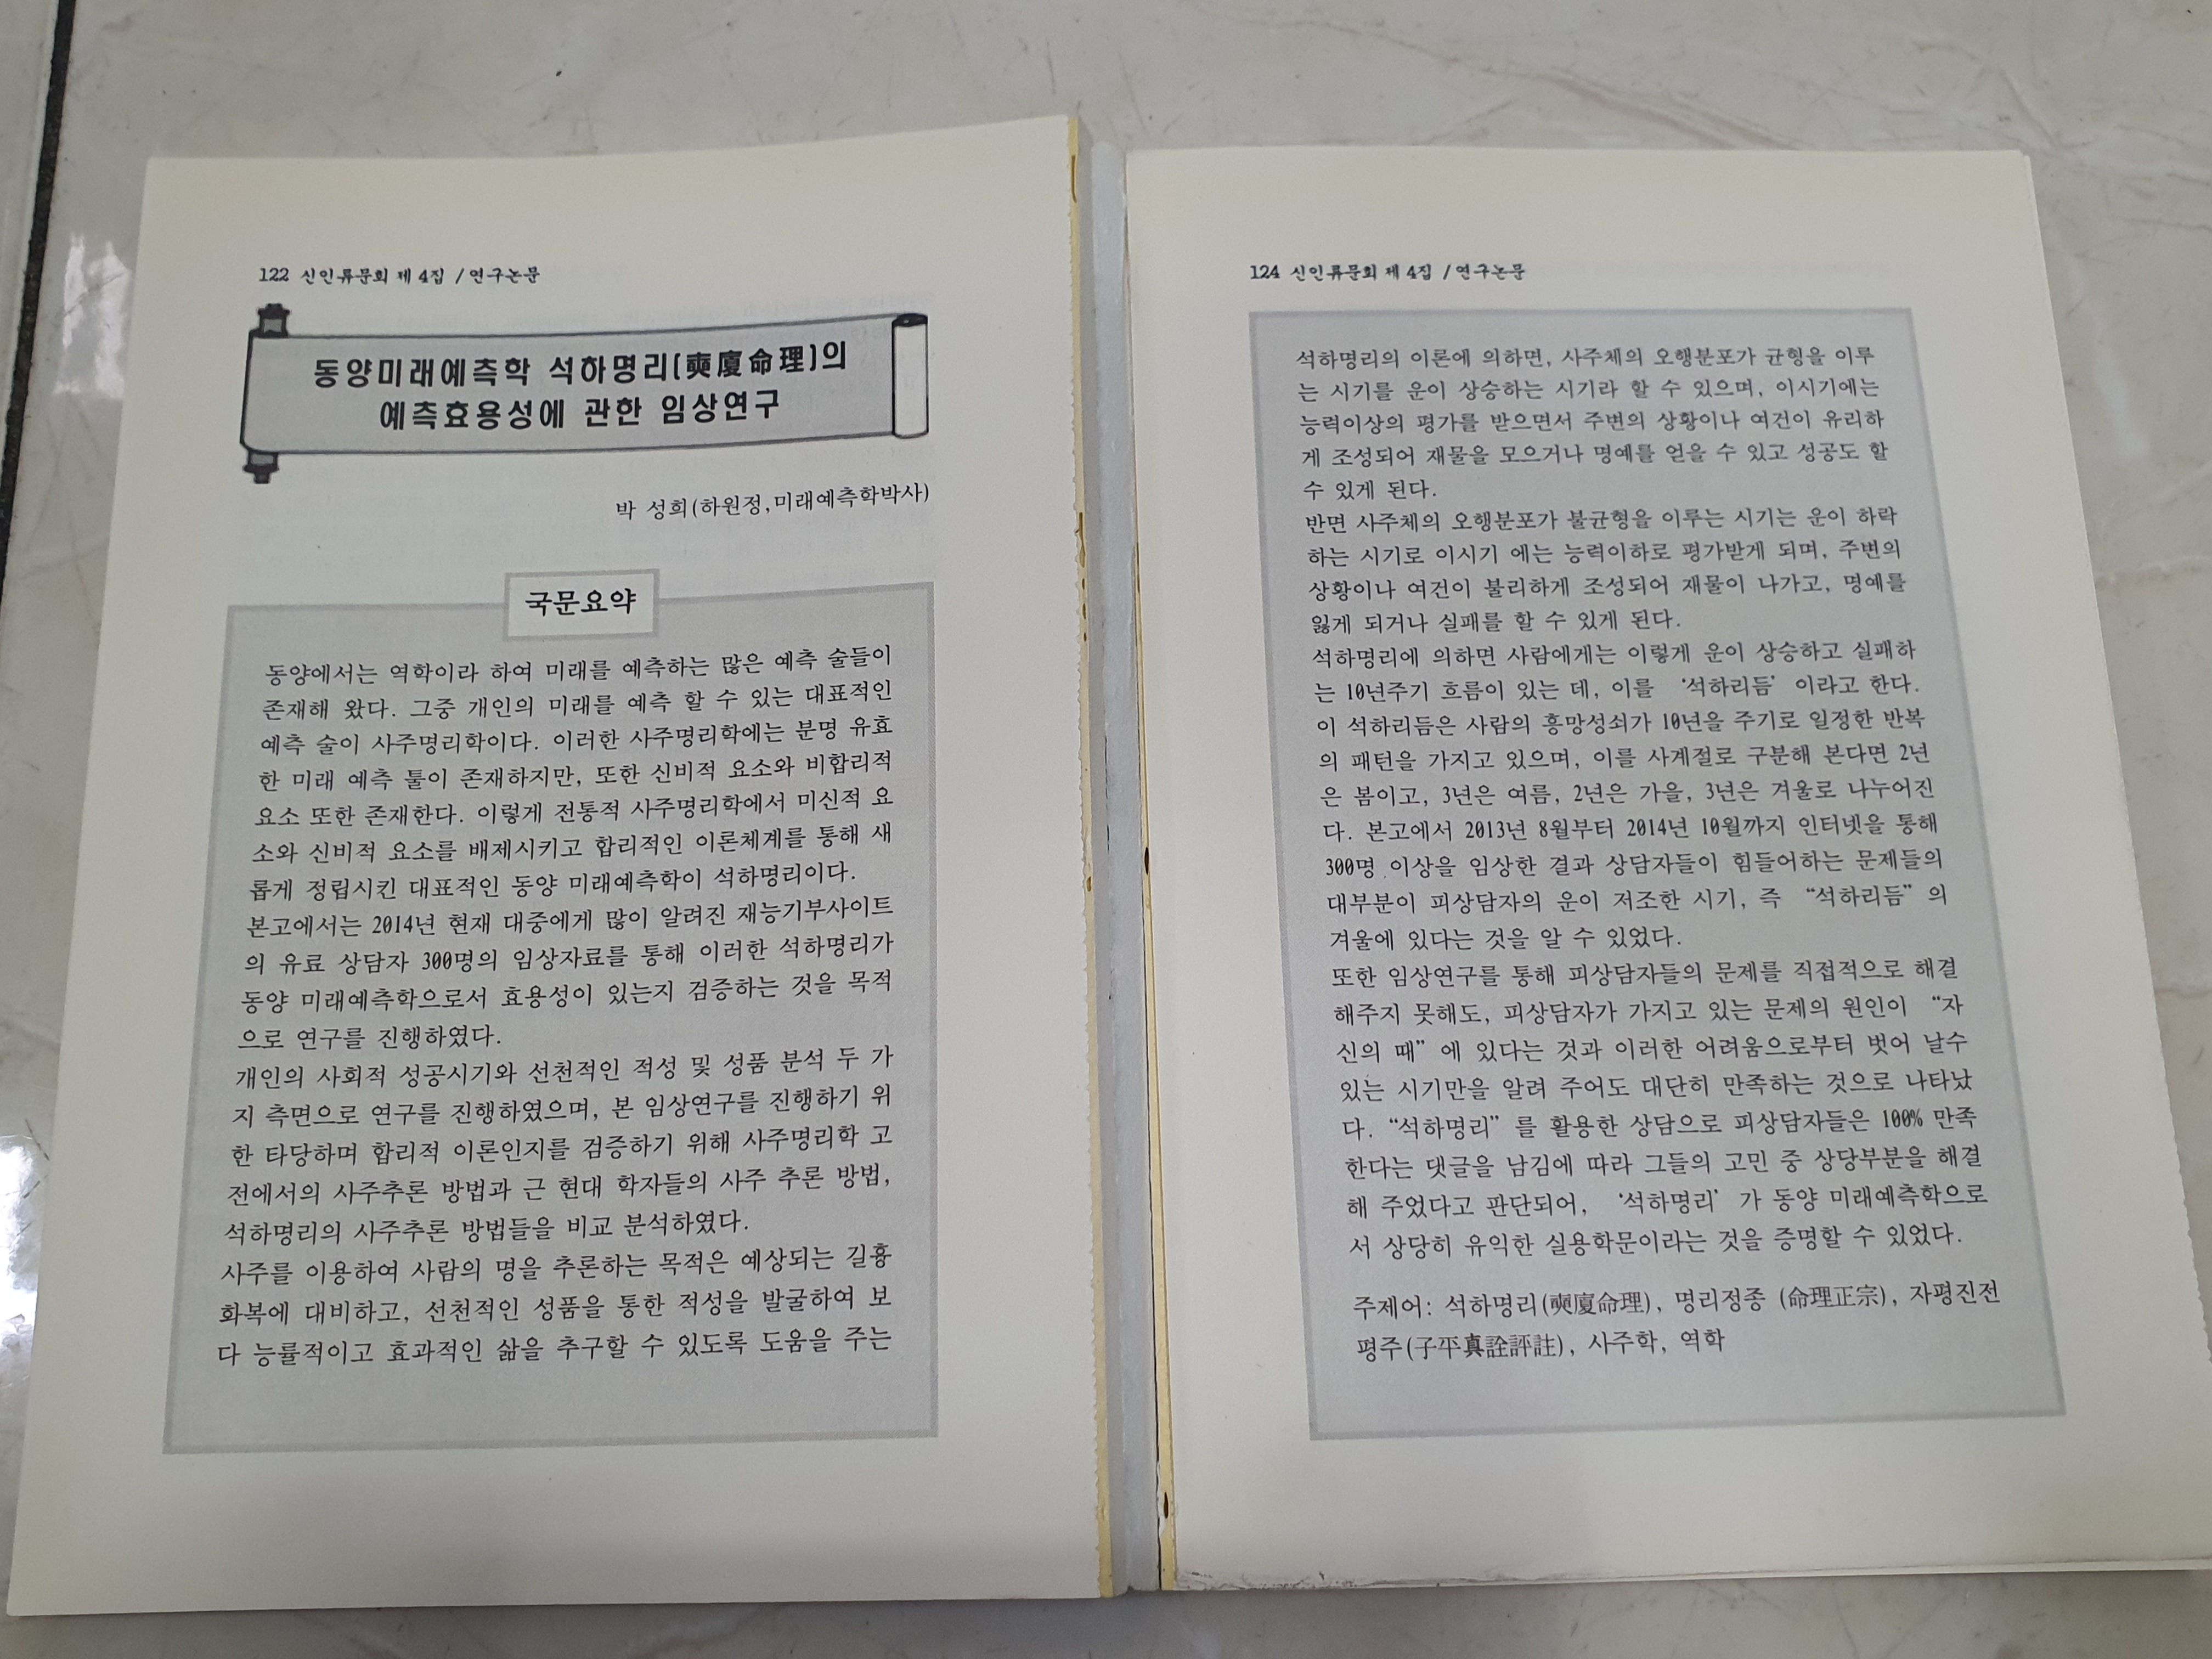 122 신인류문회 제 4집 / 연구논문
동양미래예측학 석하명리(奭廈命理)의
예측효용성에 관한 임상연구
박 성희(하원정,미래예측학박사)
국문요약
동양에서는 역학이라 하여 미래를 예측하는 많은 예측 술들이
존재해 왔다. 그중 개인의 미래를 예측 할 수 있는 대표적인
예측 술이 사주명리학이다. 이러한 사주명리학에는 분명 유효
한 미래 예측 툴이 존재하지만, 또한 신비적 요소와 비합리적
요소 또한 존재한다. 이렇게 전통적 사주명리학에서 미신적 요
소와 신비적 요소를 배제시키고 합리적인 이론체계를 통해 새
롭게 정립시킨 대표적인 동양 미래예측학이 석하명리이다.
본고에서는 2014년 현재 대중에게 많이 알려진 재능기부사이트
의 유료 상담자 300명의 임상자료를 통해 이러한 석하명리가
동양 미래예측학으로서 효용성이 있는지 검증하는 것을 목적
으로 연구를 진행하였다.
개인의 사회적 성공시기와 선천적인 적성 및 성품 분석 두 가
지 측면으로 연구를 진행하였으며, 본 임상연구를 진행하기 위
한 타당하며 합리적 이론인지를 검증하기 위해 사주명리학 고
전에서의 사주추론 방법과 근 현대 학자들의 사주 추론 방법,
석하명리의 사주추론 방법들을 비교 분석하였다.
사주를 이용하여 사람의 명을 추론하는 목적은 예상되는 길흉
화복에 대비하고, 선천적인 성품을 통한 적성을 발굴하여 보
다 능률적이고 효과적인 삶을 추구할 수 있도록 도움을 주는
124 신인류문회 제 4집 / 연구논문
석하명리의 이론에 의하면, 사주체의 오행분포가 균형을 이루
는 시기를 운이 상승하는 시기라 할 수 있으며, 이시기에는
능력이상의 평가를 받으면서 주변의 상황이나 여건이 유리하
게 조성되어 재물을 모으거나 명예를 얻을 수 있고 성공도 할
수 있게 된다.
반면 사주체의 오행분포가 불균형을 이루는 시기는 운이 하락
하는 시기로 이시기 에는 능력이하로 평가받게 되며, 주변의
상황이나 여건이 불리하게 조성되어 재물이 나가고, 명예를
잃게 되거나 실패를 할 수 있게 된다.
석하명리에 의하면 사람에게는 이렇게 운이 상승하고 실패하
는 10년주기 흐름이 있는 데, 이를 ‘석하리듬’ 이라고 한다.
이 석하리듬은 사람의 흥망성쇠가 10년을 주기로 일정한 반복
의 패턴을 가지고 있으며, 이를 사계절로 구분해 본다면 2년
은 봄이고, 3년은 여름, 2년은 가을, 3년은 겨울로 나누어진
다. 본고에서 2013년 8월부터 2014년 10월까지 인터넷을 통해
300명 이상을 임상한 결과 상담자들이 힘들어하는 문제들의
대부분이 피상담자의 운이 저조한 시기, 즉 “석하리듬” 의
겨울에 있다는 것을 알 수 있었다.
또한 임상연구를 통해 피상담자들의 문제를 직접적으로 해결
해주지 못해도, 피상담자가 가지고 있는 문제의 원인이 “자
신의 때” 에 있다는 것과 이러한 어려움으로부터 벗어 날수
있는 시기만을 알려 주어도 대단히 만족하는 것으로 나타났
다. “석하명리” 를 활용한 상담으로 피상담자들은 100% 만족
한다는 댓글을 남김에 따라 그들의 고민 중 상당부분을 해결
해 주었다고 판단되어, ‘석하명리’ 가 동양 미래예측학으로
서 상당히 유익한 실용학문이라는 것을 증명할 수 있었다.
주제어: 석하명리(奭廈命理), 명리정종 (命理正宗), 자평진전
평주(子平真詮評註), 사주학, 역학